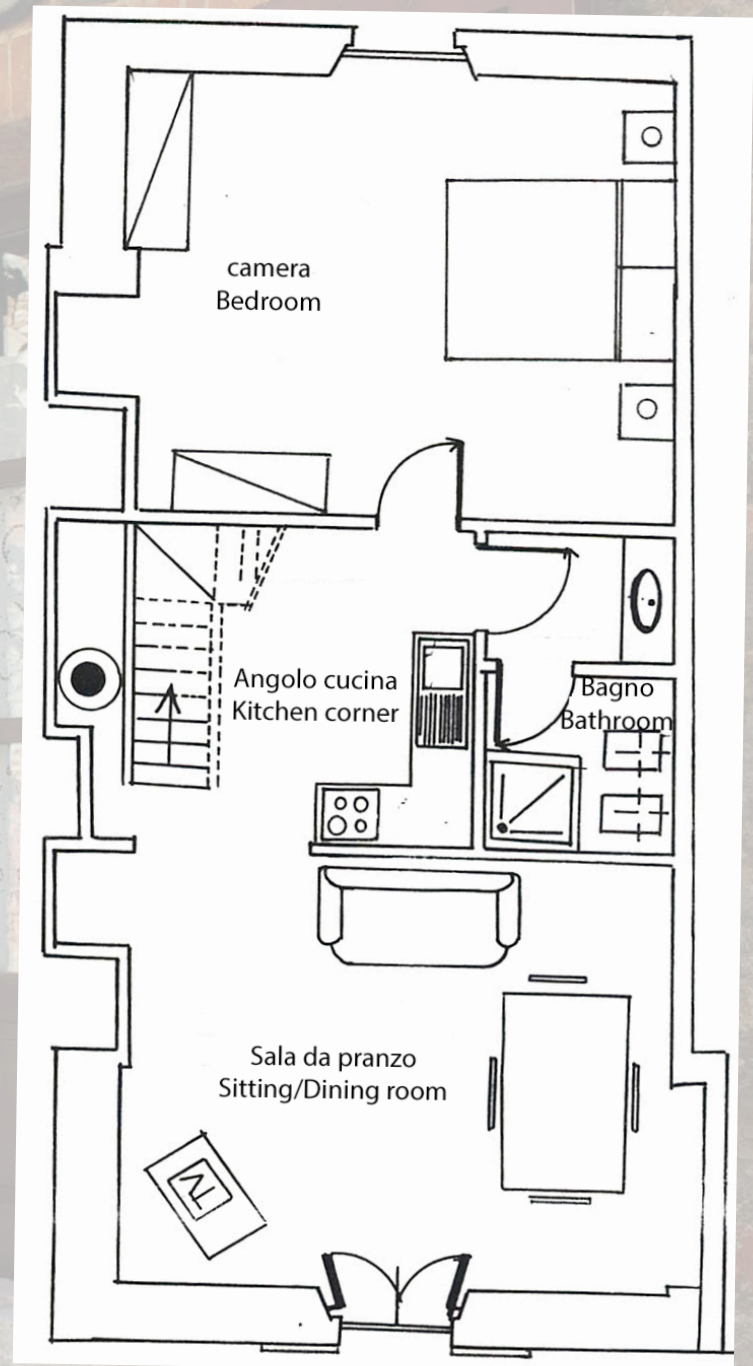 camera
Bedroom
Angolo cucina
Kitchen corner
Bagno
Bathroom
Sala da pranzo
Sitting/Dining room
TV